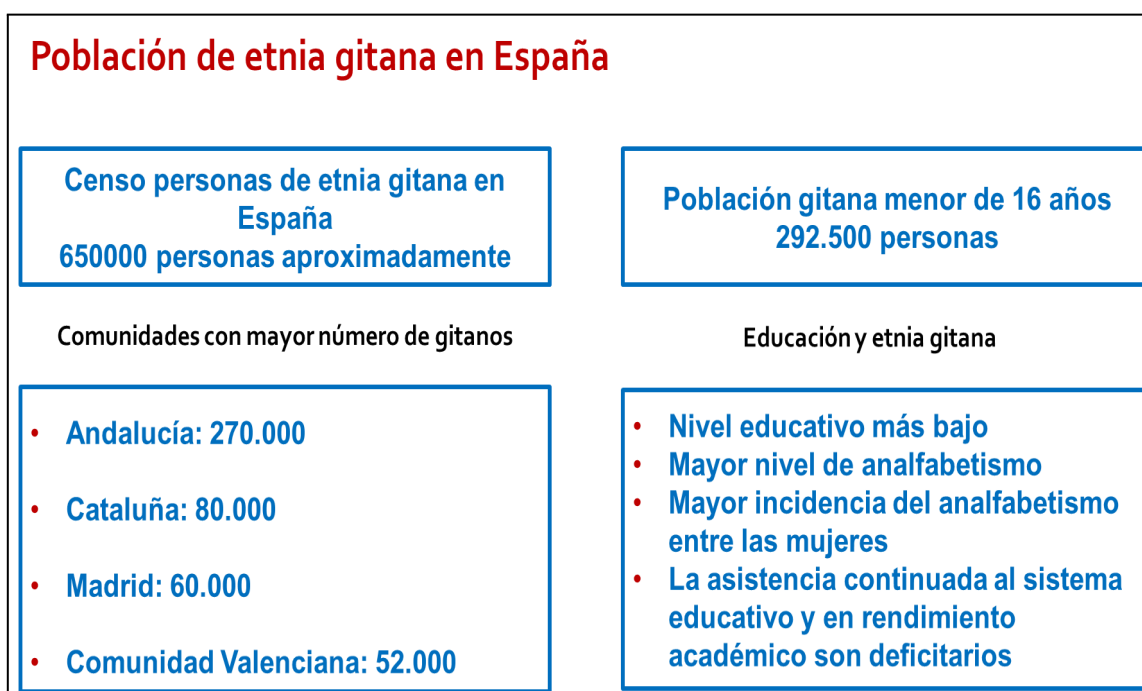 Población de etnia gitana en España
Censo personas de etnia gitana en
España
650000 personas aproximadamente
Población gitana menor de 16 años
292.500 personas
Comunidades con mayor número de gitanos
Educación y etnia gitana
• Andalucía: 270.000
• Cataluña: 80.000
• Madrid: 60.000
• Comunidad Valenciana: 52.000
• Nivel educativo más bajo
• Mayor nivel de analfabetismo
• Mayor incidencia del analfabetismo
entre las mujeres
• La asistencia continuada al sistema
educativo y en rendimiento
académico son deficitarios